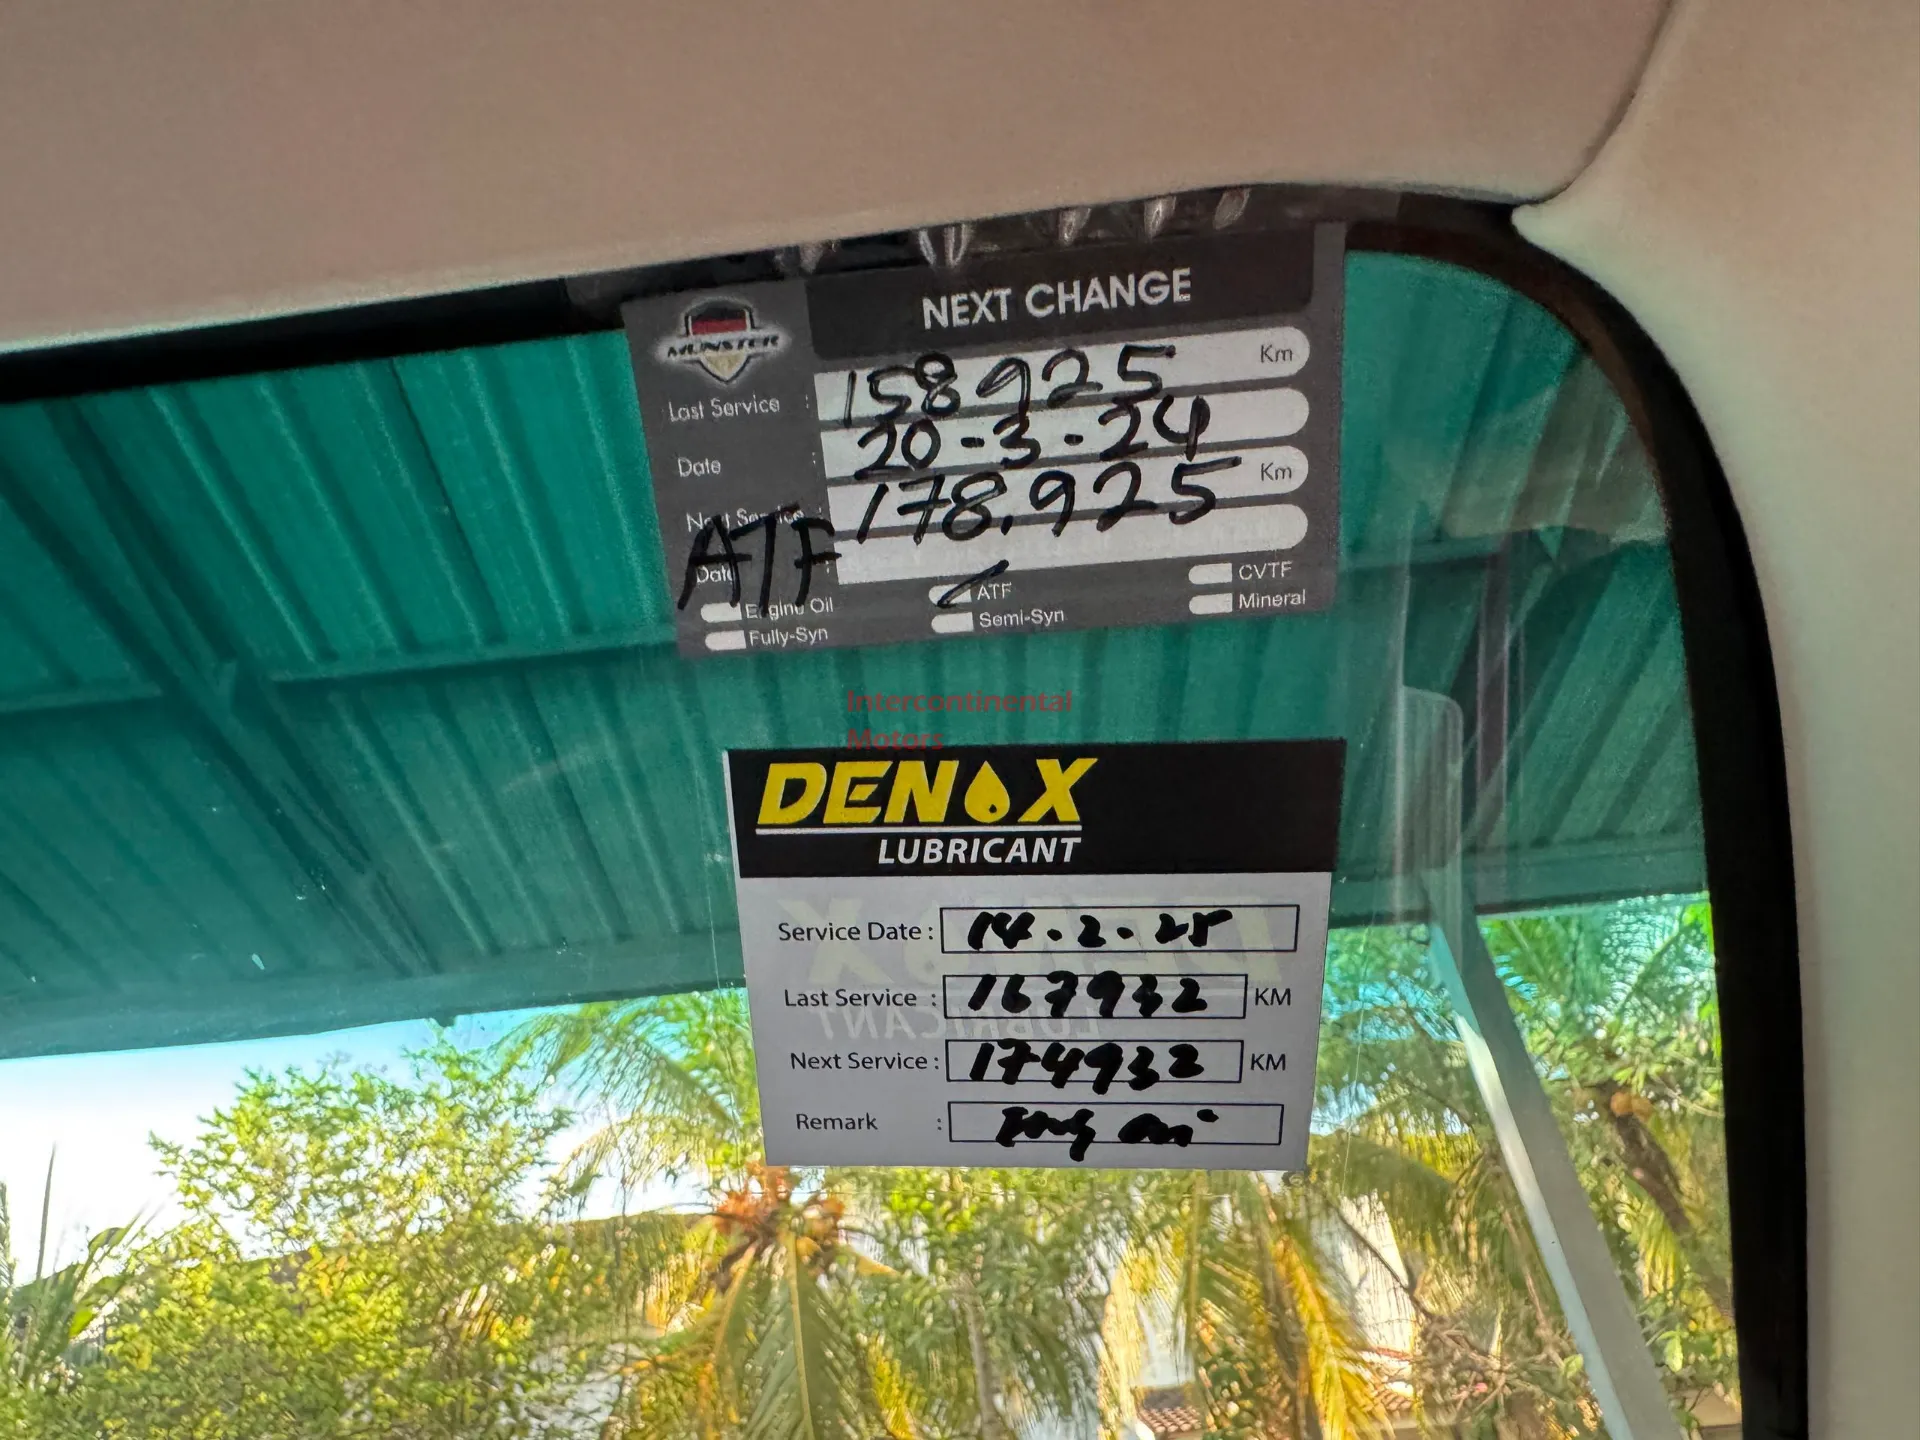 NEXT CHANGE
MUNSTER
Last Service : 158925 Km
Date : 20-3-24
Next Service : 178,925 Km
ATF
Date :
Engine Oil ATF CVTF
Fully-Syn Semi-Syn Mineral
Intercontinental
Motors
DENOX
LUBRICANT
Service Date : 14.2.25
Last Service : 167932 KM
Next Service : 174932 KM
Remark :